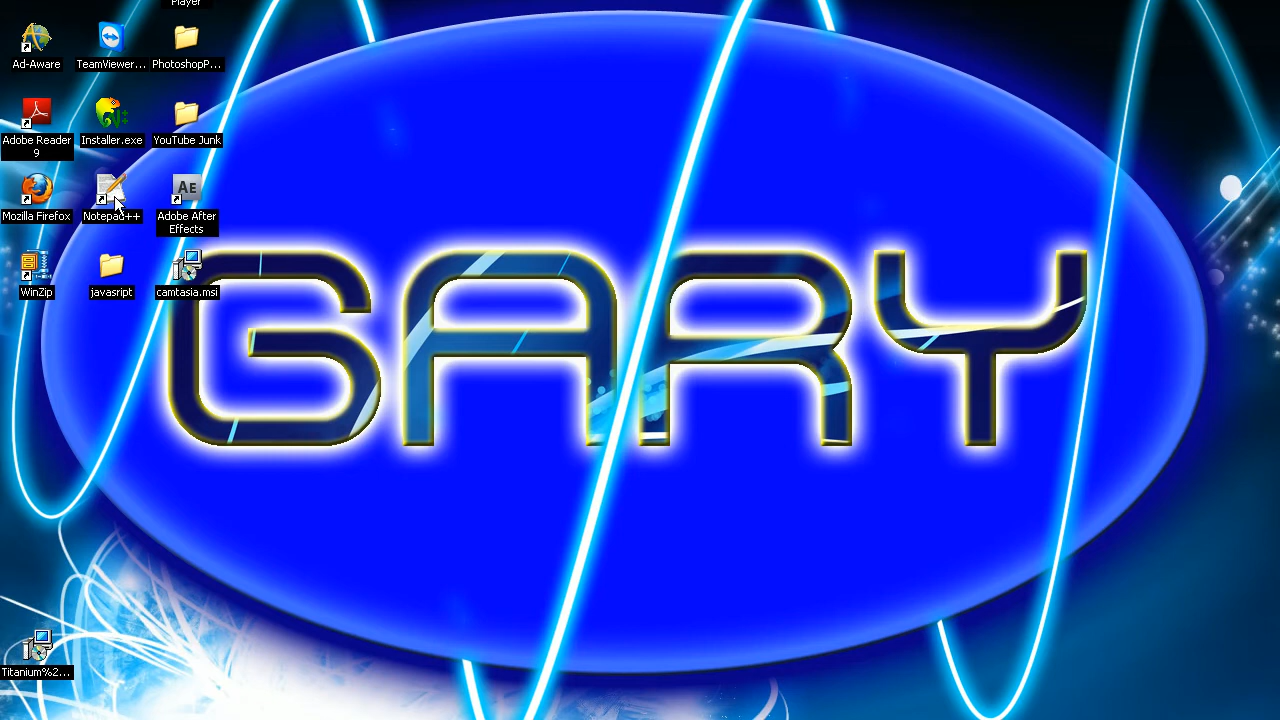 Player
Ad-Aware
TeamViewer...
PhotoshopP...
Adobe Reader
9
Installer.exe
YouTube Junk
Mozilla Firefox
Notepad++
AE
Adobe After
Effects
WinZip
javasript
camtasia.msi
GARY
Titanium%2...